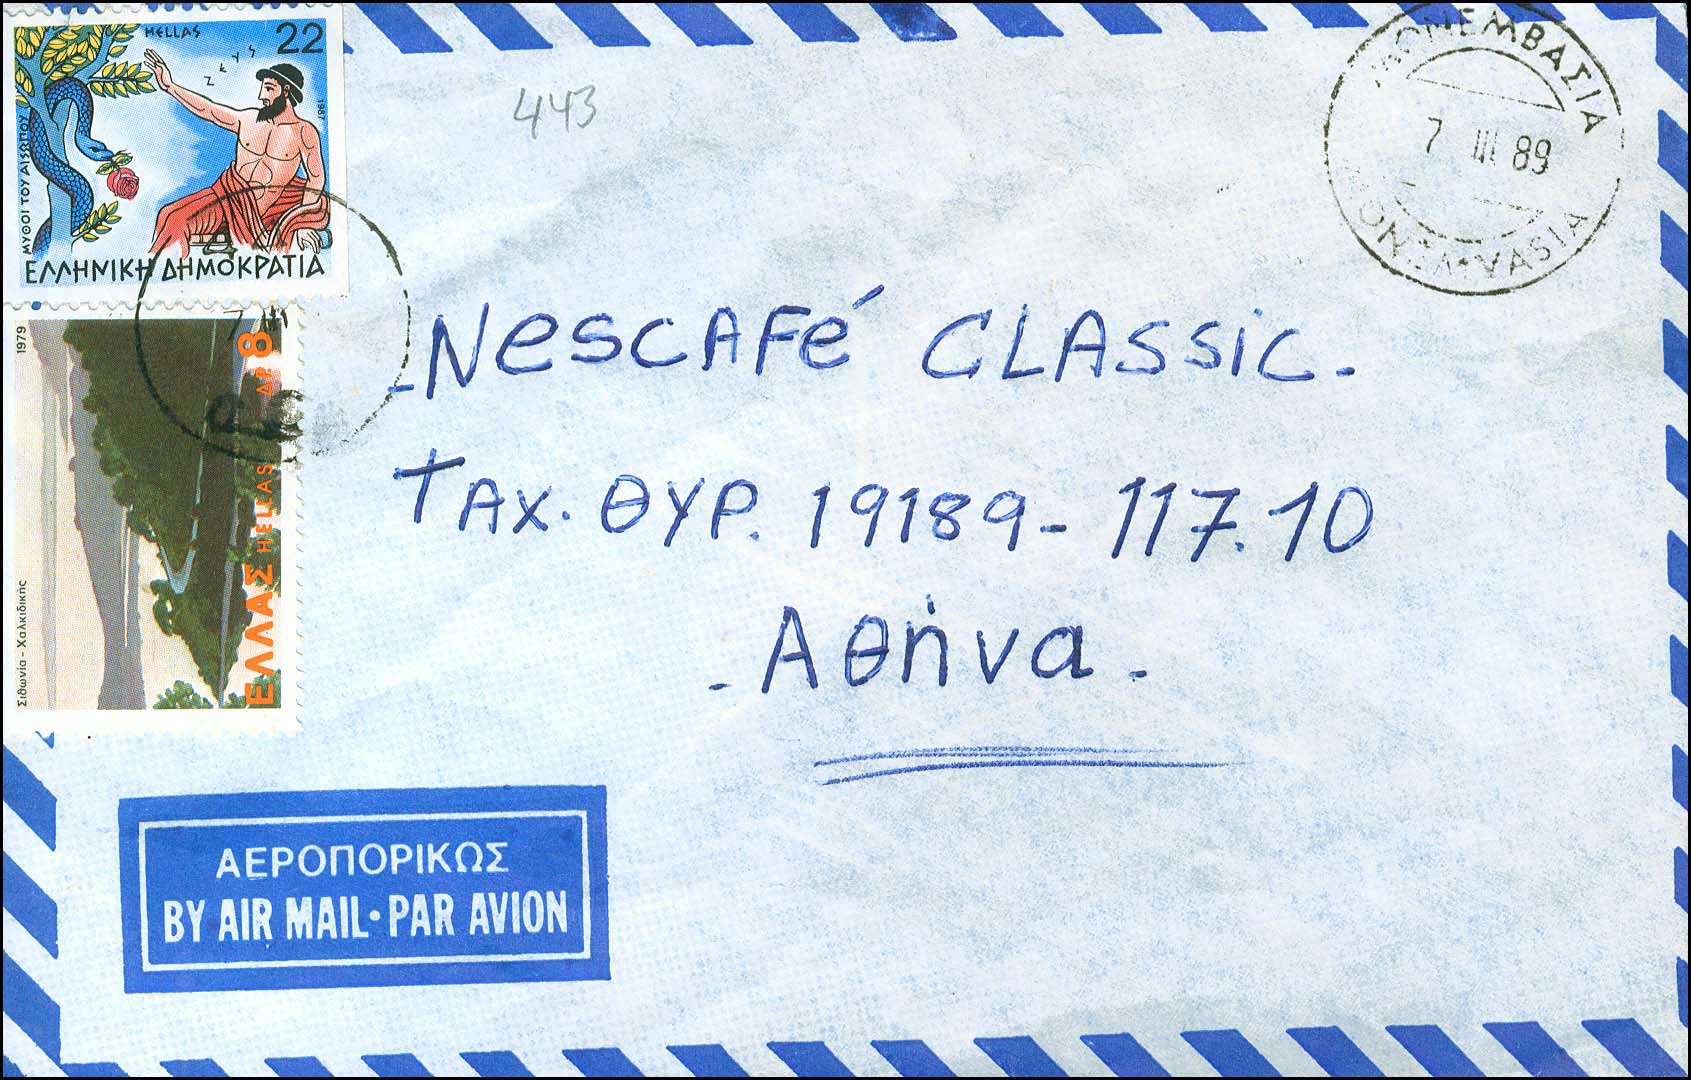 HELLAS 22
ΖΕΥΣ
1987
ΜΥΘΟΙ ΤΟΥ ΑΙΣΩΠΟΥ
ΕΛΛΗΝΙΚΗ ΔΗΜΟΚΡΑΤΙΑ
443
ΜΟΝΕΜΒΑΣΙΑ
7 III 89
MONEMVASIA
1979
Σιθωνία - Χαλκιδικής
ΕΛΛΑΣ HELLAS ΔΡ 8
NesCAFé CLASSiC.
ΤΑΧ. ΘΥΡ. 19189 - 117.10
- Αθήνα -
ΑΕΡΟΠΟΡΙΚΩΣ
BY AIR MAIL · PAR AVION